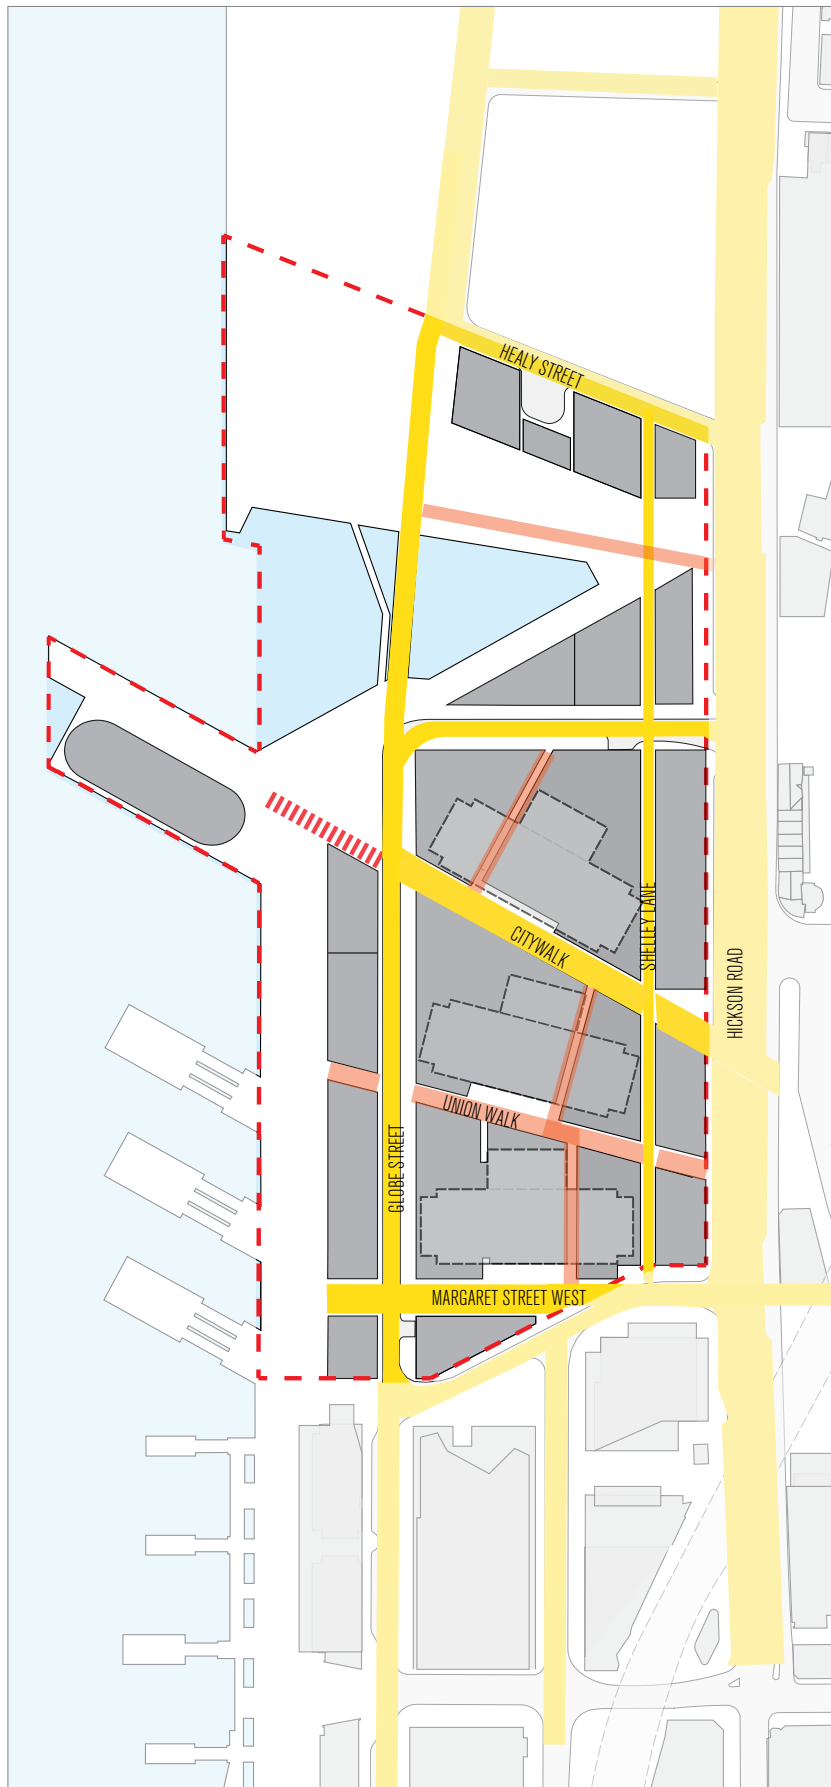 HEALY STREET
SHELLEY LANE
CITYWALK
HICKSON ROAD
UNION WALK
GLOBE STREET
MARGARET STREET WEST